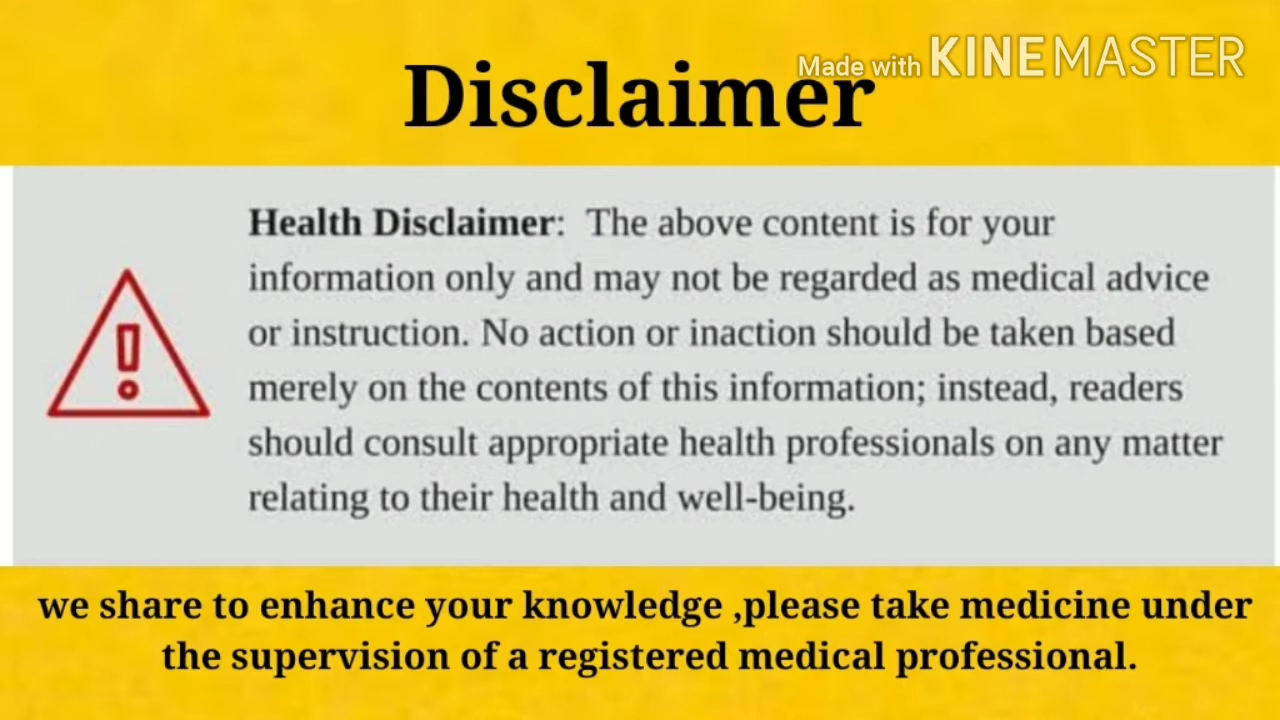 Made with KINEMASTER
Disclaimer
Health Disclaimer: The above content is for your
information only and may not be regarded as medical advice
or instruction. No action or inaction should be taken based
merely on the contents of this information; instead, readers
should consult appropriate health professionals on any matter
relating to their health and well-being.
we share to enhance your knowledge ,please take medicine under
the supervision of a registered medical professional.